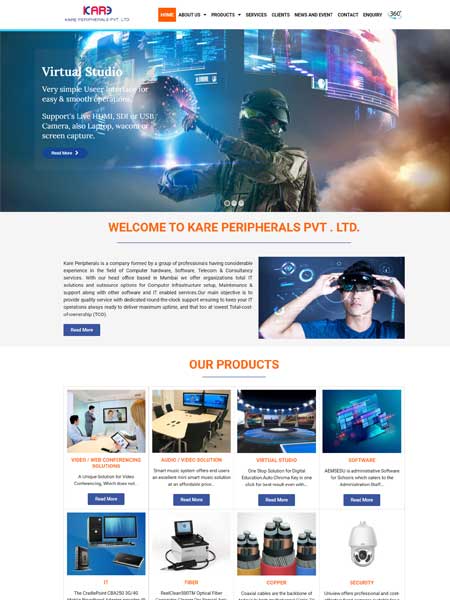 KARE
KARE PERIPHERALS PVT. LTD.
HOME ABOUT US PRODUCTS SERVICES CLIENTS NEWS AND EVENT CONTACT ENQUIRY 360°
Virtual Studio
Very simple Useer Interface for
easy & smooth operations.
Support's Live HDMI, SDI or USB
Camera, also Laptop, wacom or
screen capture,
Read More
WELCOME TO KARE PERIPHERALS PVT . LTD.
Kare Peripherals is a company formed by a group of professionals having considerable
experience in the field of Computer hardware, Software, Telecom & Consultancy
services. With our head office based in Mumbai we offer organizations total IT
solutions and outsource options for Computer infrastructure setup, Maintenance &
support along with other software and IT enabled services.Our main objective is to
provide quality service with dedicated round-the-clock support ensuring to keep your IT
operations always ready to deliver maximum uptime, and that too at lowest Total-cost-
of-ownership (TCO).
Read More
OUR PRODUCTS
VIDEO / WEB CONFERENCING
SOLUTIONS
A Unique Solution for Video
Conferencing, Which does not..
Read More
AUDIO / VIDEO SOLUTION
Smart music system offers end users
an excellent mini smart music solution
at an affordable price...
Read More
VIRTUAL STUDIO
One Stop Solution for Digital
Education.Auto Chroma Key in one
click for best result even with...
Read More
SOFTWARE
AEMSEDU is administrative Software
for Schools which caters to the
Administration Staff...
Read More
IT
The CradlePoint CBA250 3G/4G
FIBER
RealClean580TM Optical Fiber
COPPER
Coaxial cables are the backbone of
SECURITY
Uniview offers professional and cost-